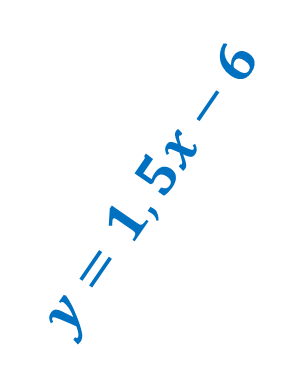 y = 1,5x − 6